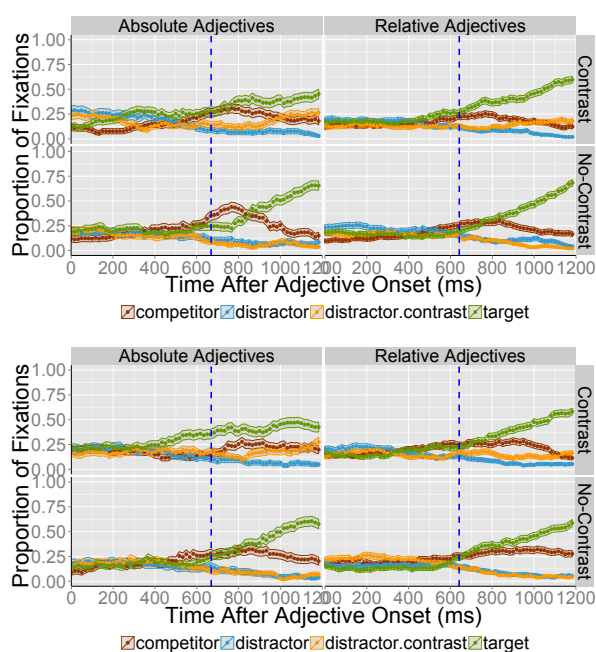 Absolute Adjectives Relative Adjectives
1.00
0.75
0.50
0.25
0.00
Contrast
1.00
0.75
0.50
0.25
0.00
No-Contrast
Proportion of Fixations
0 200 400 600 800 1000 120 0 200 400 600 800 1000 1200
Time After Adjective Onset (ms)
competitor distractor distractor.contrast target
Absolute Adjectives Relative Adjectives
1.00
0.75
0.50
0.25
0.00
Contrast
1.00
0.75
0.50
0.25
0.00
No-Contrast
Proportion of Fixations
0 200 400 600 800 1000 120 0 200 400 600 800 1000 1200
Time After Adjective Onset (ms)
competitor distractor distractor.contrast target